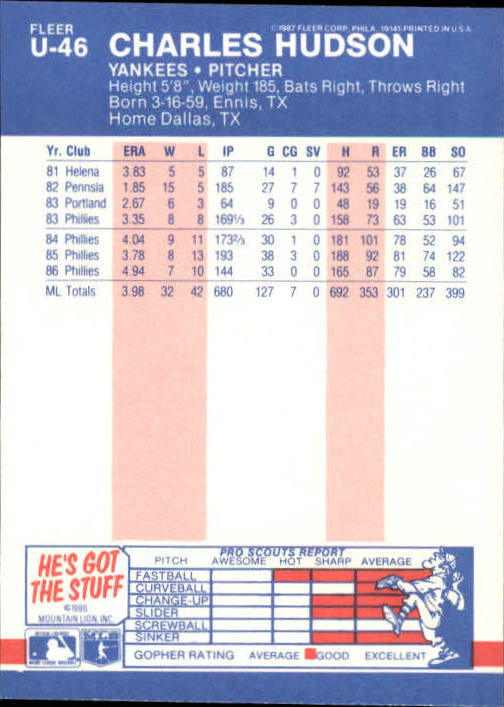 FLEER
U-46
© 1987 FLEER CORP., PHILA. 19141-PRINTED IN U.S.A.
CHARLES HUDSON
YANKEES • PITCHER
Height 5'8", Weight 185, Bats Right, Throws Right
Born 3-16-59, Ennis, TX
Home Dallas, TX
Yr. Club ERA W L IP G CG SV H R ER BB SO
81 Helena 3.83 5 5 87 14 1 0 92 53 37 26 67
82 Pennsla 1.85 15 5 185 27 7 7 143 56 38 64 147
83 Portland 2.67 6 3 64 9 0 0 48 19 19 16 51
83 Phillies 3.35 8 8 169⅓ 26 3 0 158 73 63 53 101
84 Phillies 4.04 9 11 173⅔ 30 1 0 181 101 78 52 94
85 Phillies 3.78 8 13 193 38 3 0 188 92 81 74 122
86 Phillies 4.94 7 10 144 33 0 0 165 87 79 58 82
ML Totals 3.98 32 42 680 127 7 0 692 353 301 237 399
HE'S GOT
THE STUFF
© 1986
MOUNTAIN LION, INC.
PRO SCOUTS REPORT
PITCH AWESOME HOT SHARP AVERAGE
FASTBALL
CURVEBALL
CHANGE-UP
SLIDER
SCREWBALL
SINKER
GOPHER RATING AVERAGE GOOD EXCELLENT
MLB